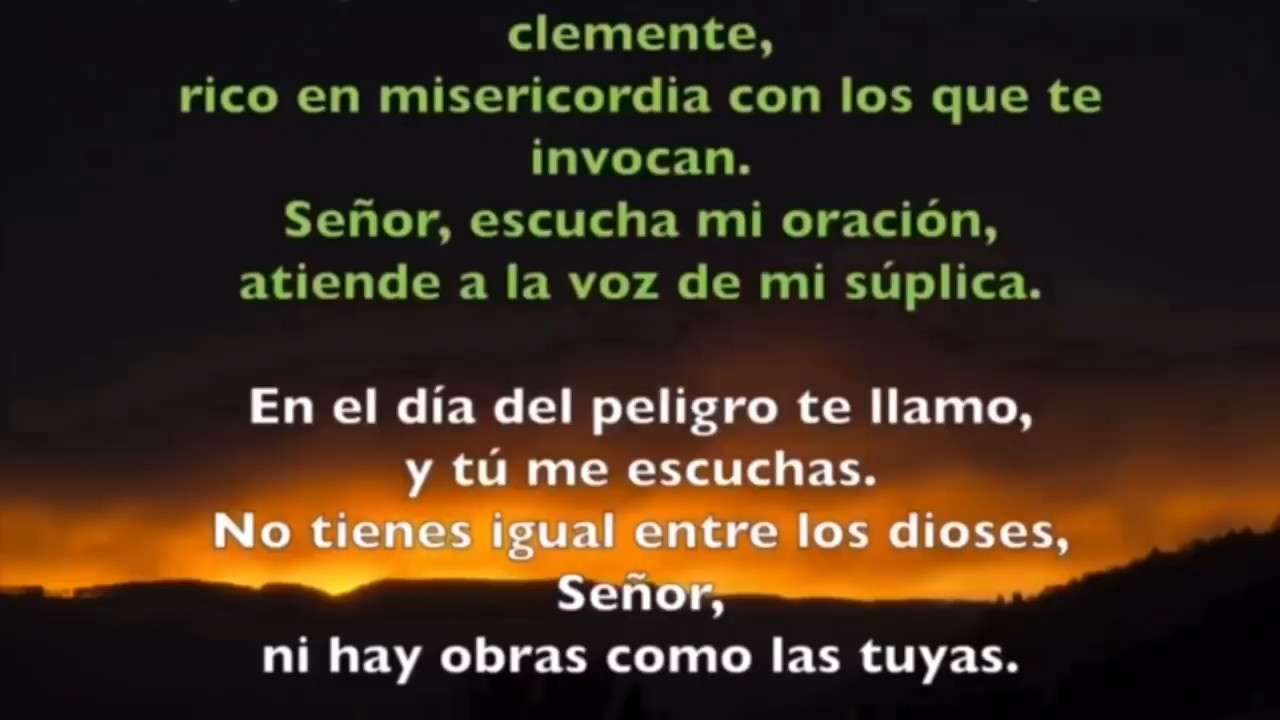 clemente,
rico en misericordia con los que te
invocan.
Señor, escucha mi oración,
atiende a la voz de mi súplica.
En el día del peligro te llamo,
y tú me escuchas.
No tienes igual entre los dioses,
Señor,
ni hay obras como las tuyas.